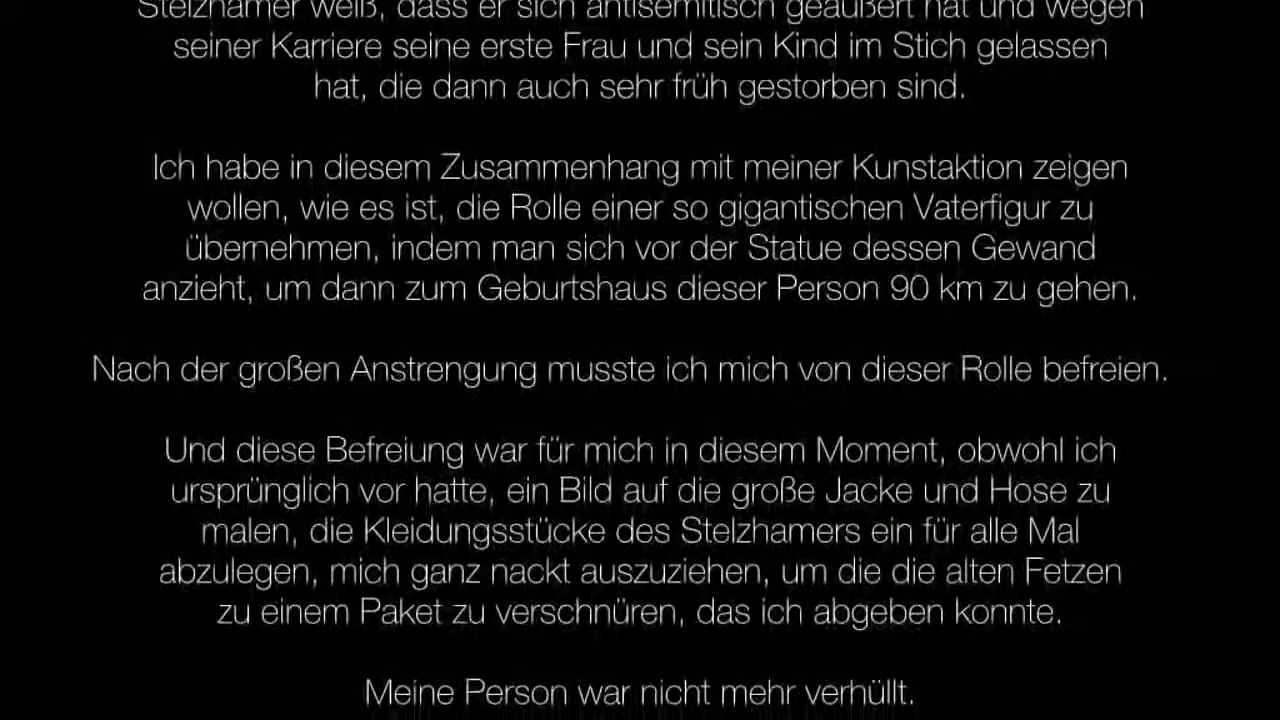 Stelzhamer weiß, dass er sich antisemitisch geäußert hat und wegen
seiner Karriere seine erste Frau und sein Kind im Stich gelassen
hat, die dann auch sehr früh gestorben sind.
Ich habe in diesem Zusammenhang mit meiner Kunstaktion zeigen
wollen, wie es ist, die Rolle einer so gigantischen Vaterfigur zu
übernehmen, indem man sich vor der Statue dessen Gewand
anzieht, um dann zum Geburtshaus dieser Person 90 km zu gehen.
Nach der großen Anstrengung musste ich mich von dieser Rolle befreien.
Und diese Befreiung war für mich in diesem Moment, obwohl ich
ursprünglich vor hatte, ein Bild auf die große Jacke und Hose zu
malen, die Kleidungsstücke des Stelzhamers ein für alle Mal
abzulegen, mich ganz nackt auszuziehen, um die die alten Fetzen
zu einem Paket zu verschnüren, das ich abgeben konnte.
Meine Person war nicht mehr verhüllt.